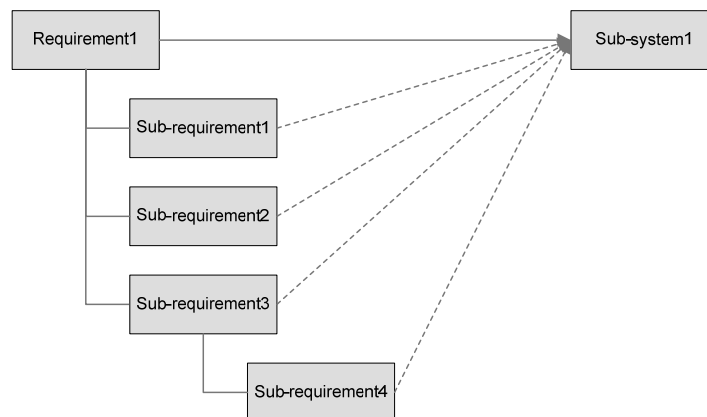 Requirement1
Sub-system1
Sub-requirement1
Sub-requirement2
Sub-requirement3
Sub-requirement4